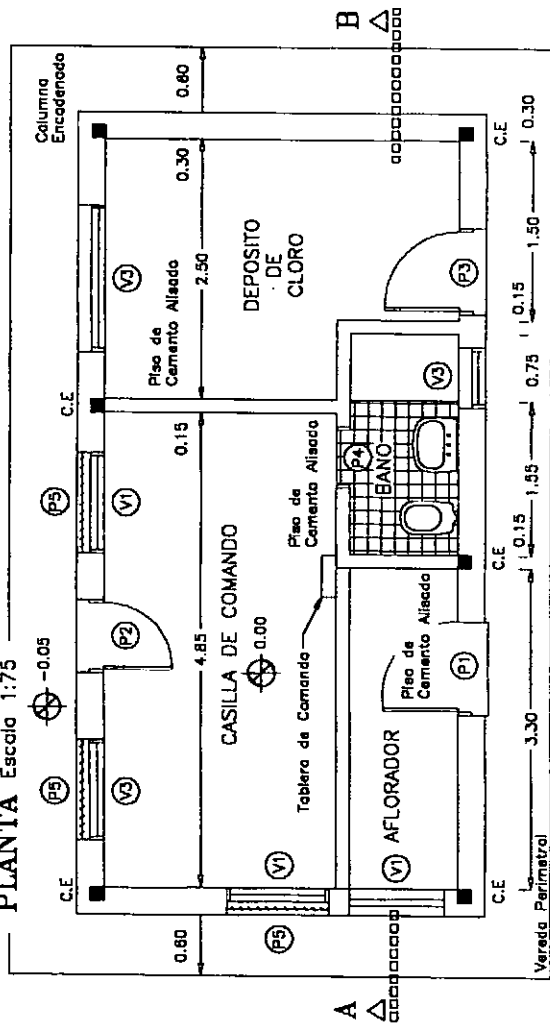 PLANTA Escala 1:75
-0.05
Columna
Encadenado
C.E
P5
P2
P5
C.E
V3
V1
V3
0.60
4.85
0.15
2.50
0.30
0.60
Piso de
Cemento Alisado
CASILLA DE COMANDO
0.00
DEPOSITO
DE
CLORO
Piso de
Cemento Alisado
Tablero de Comando
V1
P5
P4
BANO
V3
P3
AFLORADOR
V1
Piso de
Cemento Alisado
P1
A
B
C.E
C.E
C.E
3.30
0.15
1.55
0.75
0.15
1.50
0.30
Vereda Perimetral